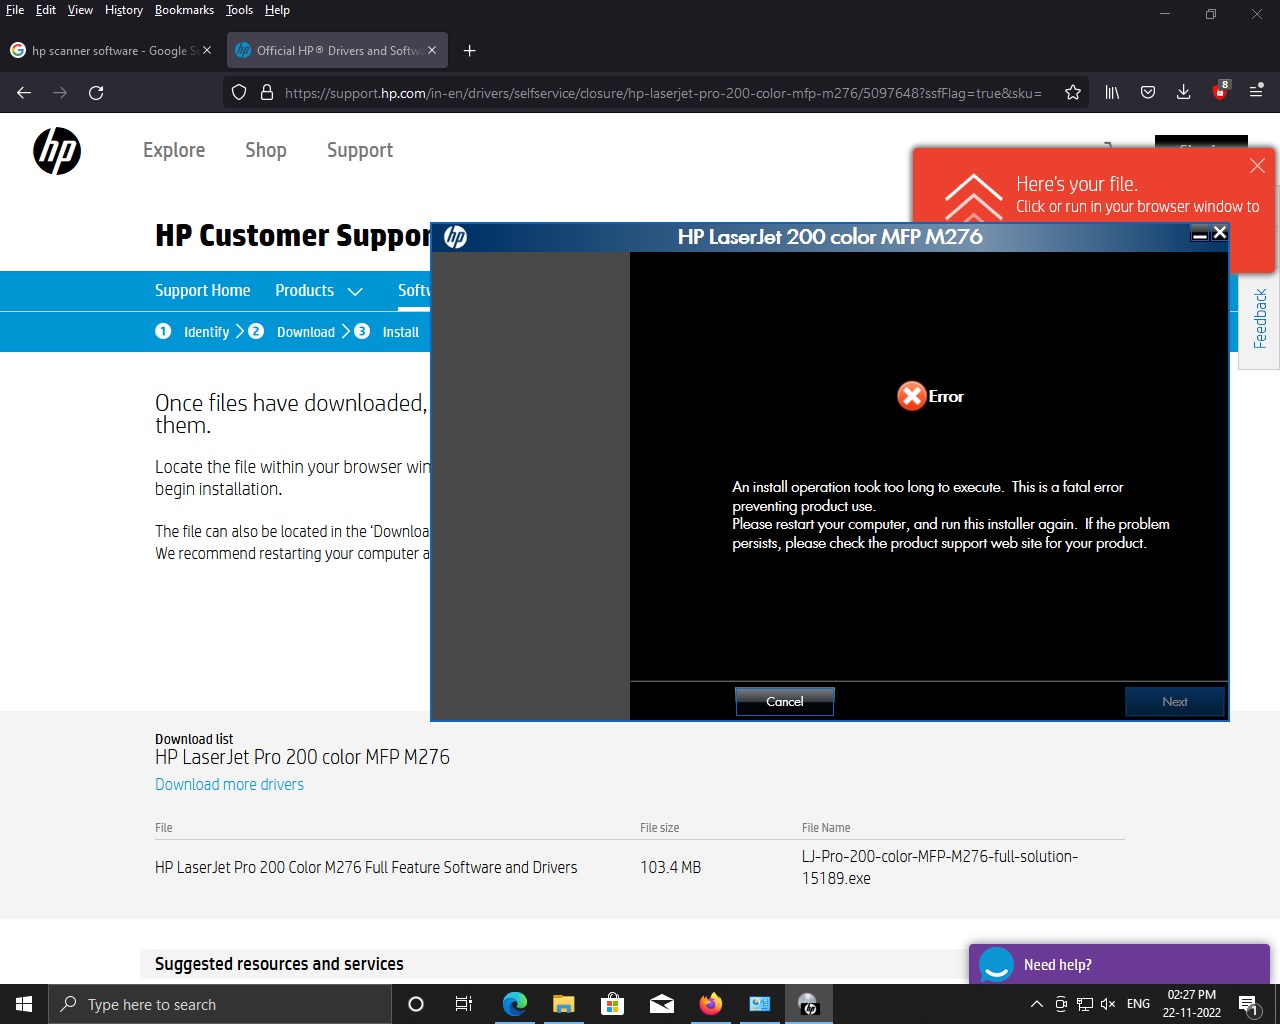 File Edit View History Bookmarks Tools Help
hp scanner software - Google Se
Official HP® Drivers and Softwa
https://support.hp.com/in-en/drivers/selfservice/closure/hp-laserjet-pro-200-color-mfp-m276/5097648?ssfFlag=true&sku=
8
hp
Explore Shop Support
Here's your file.
Click or run in your browser window to
HP Customer Suppor
hp
HP LaserJet 200 color MFP M276
Support Home Products Softw
1 Identify 2 Download 3 Install
Feedback
Error
Once files have downloaded,
them.
Locate the file within your browser win
begin installation.
The file can also be located in the ‘Downloa
We recommend restarting your computer a
An install operation took too long to execute. This is a fatal error
preventing product use.
Please restart your computer, and run this installer again. If the problem
persists, please check the product support web site for your product.
Cancel Next
Download list
HP LaserJet Pro 200 color MFP M276
Download more drivers
File File size File Name
HP LaserJet Pro 200 Color M276 Full Feature Software and Drivers 103.4 MB LJ-Pro-200-color-MFP-M276-full-solution-
15189.exe
Suggested resources and services
Need help?
Type here to search
ENG
02:27 PM
22-11-2022
1